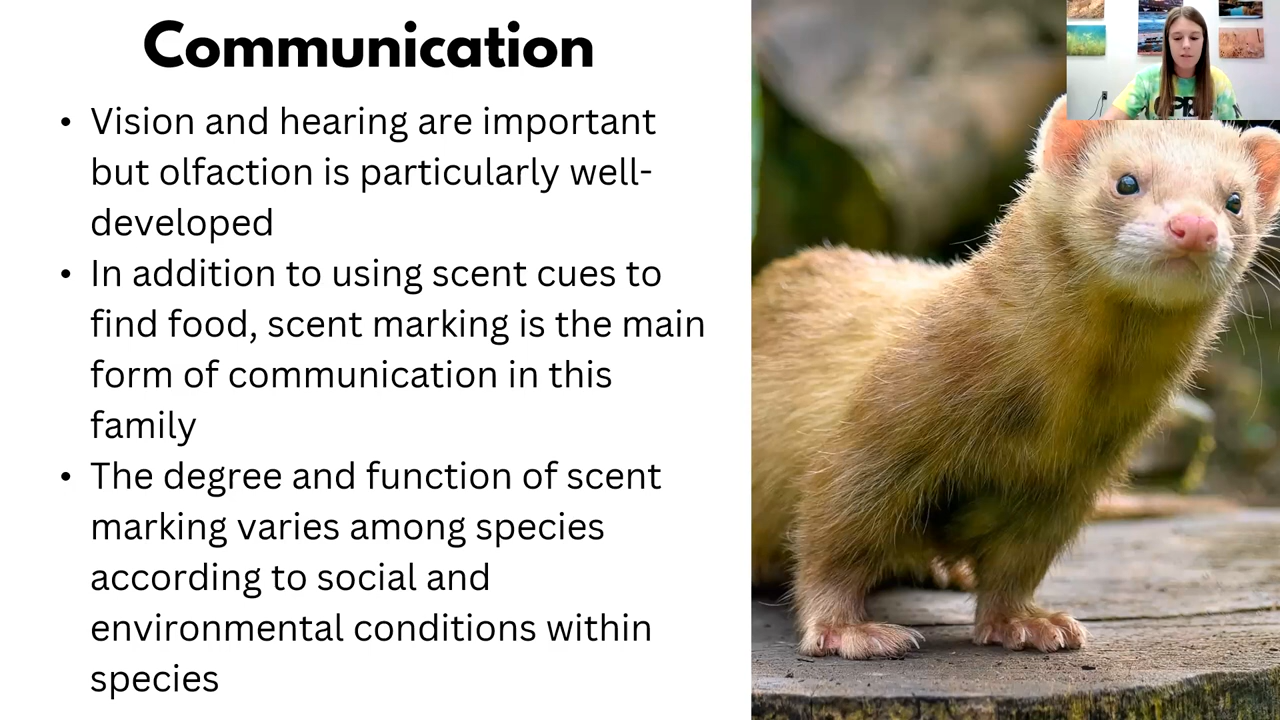 Communication
• Vision and hearing are important
but olfaction is particularly well-
developed
• In addition to using scent cues to
find food, scent marking is the main
form of communication in this
family
• The degree and function of scent
marking varies among species
according to social and
environmental conditions within
species